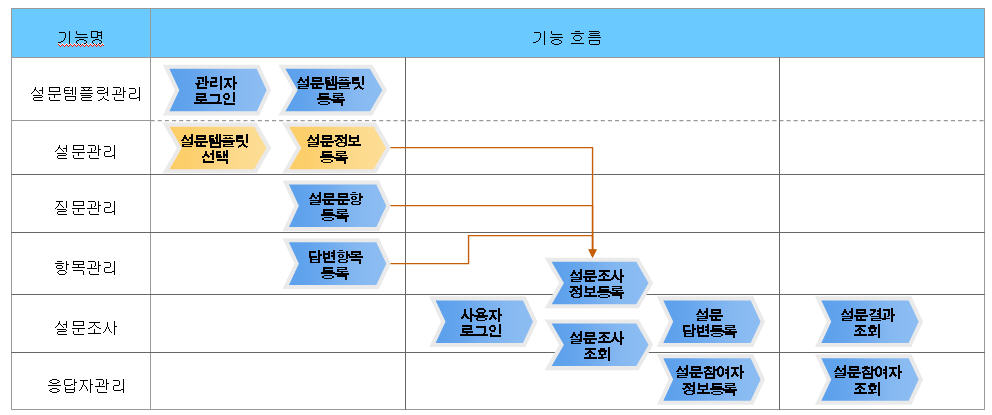 기능명
기능 흐름
설문템플릿관리
관리자
로그인
설문템플릿
등록
설문관리
설문템플릿
선택
설문정보
등록
질문관리
설문문항
등록
항목관리
답변항목
등록
설문조사
정보등록
설문조사
사용자
로그인
설문조사
조회
설문
답변등록
설문결과
조회
응답자관리
설문참여자
정보등록
설문참여자
조회